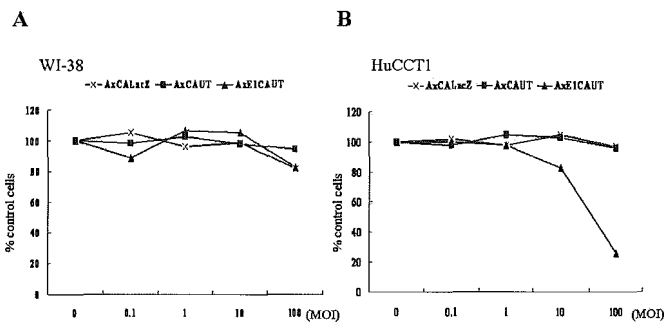 A
WI-38
AxCALacZ AxCAUT AxE1CAUT
% control cells
120
100
80
60
40
20
0
0 0.1 1 10 100 (MOI)
B
HuCCT1
AxCALacZ AxCAUT AxE1CAUT
% control cells
120
100
80
60
40
20
0
0 0.1 1 10 100 (MOI)